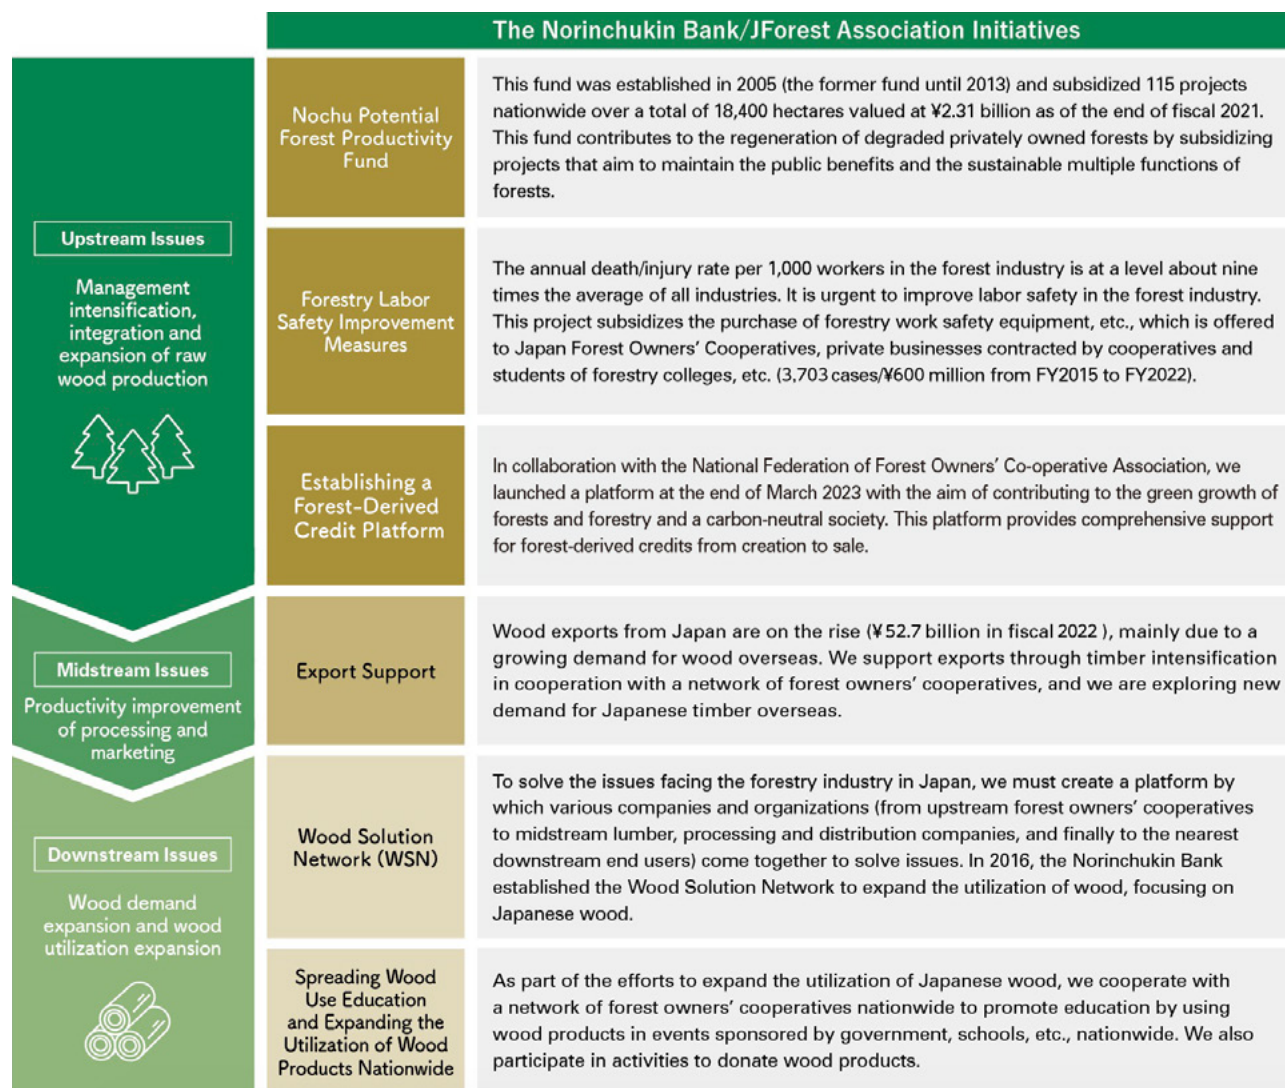 The Norinchukin Bank/JForest Association Initiatives
Upstream Issues
Management
intensification,
integration and
expansion of raw
wood production
Nochu Potential
Forest Productivity
Fund
This fund was established in 2005 (the former fund until 2013) and subsidized 115 projects
nationwide over a total of 18,400 hectares valued at ¥2.31 billion as of the end of fiscal 2021.
This fund contributes to the regeneration of degraded privately owned forests by subsidizing
projects that aim to maintain the public benefits and the sustainable multiple functions of
forests.
Forestry Labor
Safety Improvement
Measures
The annual death/injury rate per 1,000 workers in the forest industry is at a level about nine
times the average of all industries. It is urgent to improve labor safety in the forest industry.
This project subsidizes the purchase of forestry work safety equipment, etc., which is offered
to Japan Forest Owners' Cooperatives, private businesses contracted by cooperatives and
students of forestry colleges, etc. (3,703 cases/¥600 million from FY2015 to FY2022).
Establishing a
Forest-Derived
Credit Platform
In collaboration with the National Federation of Forest Owners' Co-operative Association, we
launched a platform at the end of March 2023 with the aim of contributing to the green growth of
forests and forestry and a carbon-neutral society. This platform provides comprehensive support
for forest-derived credits from creation to sale.
Midstream Issues
Productivity improvement
of processing and
marketing
Export Support
Wood exports from Japan are on the rise (¥52.7 billion in fiscal 2022 ), mainly due to a
growing demand for wood overseas. We support exports through timber intensification
in cooperation with a network of forest owners' cooperatives, and we are exploring new
demand for Japanese timber overseas.
Downstream Issues
Wood demand
expansion and wood
utilization expansion
Wood Solution
Network (WSN)
To solve the issues facing the forestry industry in Japan, we must create a platform by
which various companies and organizations (from upstream forest owners' cooperatives
to midstream lumber, processing and distribution companies, and finally to the nearest
downstream end users) come together to solve issues. In 2016, the Norinchukin Bank
established the Wood Solution Network to expand the utilization of wood, focusing on
Japanese wood.
Spreading Wood
Use Education
and Expanding the
Utilization of Wood
Products Nationwide
As part of the efforts to expand the utilization of Japanese wood, we cooperate with
a network of forest owners' cooperatives nationwide to promote education by using
wood products in events sponsored by government, schools, etc., nationwide. We also
participate in activities to donate wood products.